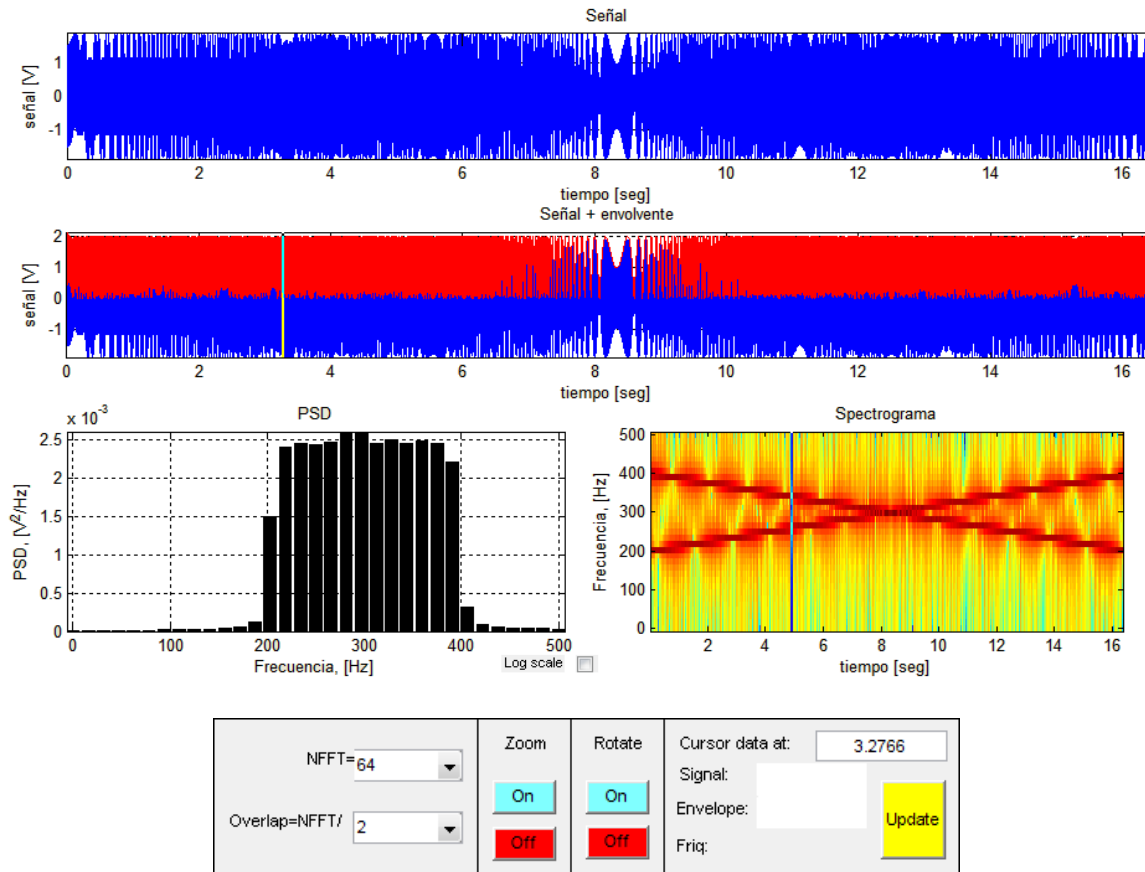 Señal
señal [V]
1
0
-1
0 2 4 6 8 10 12 14 16
tiempo [seg]
Señal + envolvente
señal [V]
2
1
0
-1
0 2 4 6 8 10 12 14 16
tiempo [seg]
x 10^-3
PSD
PSD, [V²/Hz]
2.5
2
1.5
1
0.5
0
0 100 200 300 400 500
Frecuencia, [Hz]
Log scale
Spectrograma
Frecuencia, [Hz]
500
400
300
200
100
0
2 4 6 8 10 12 14 16
tiempo [seg]
NFFT= 64
Overlap=NFFT/ 2
Zoom
On
Off
Rotate
On
Off
Cursor data at: 3.2766
Signal:
Envelope:
Friq:
Update